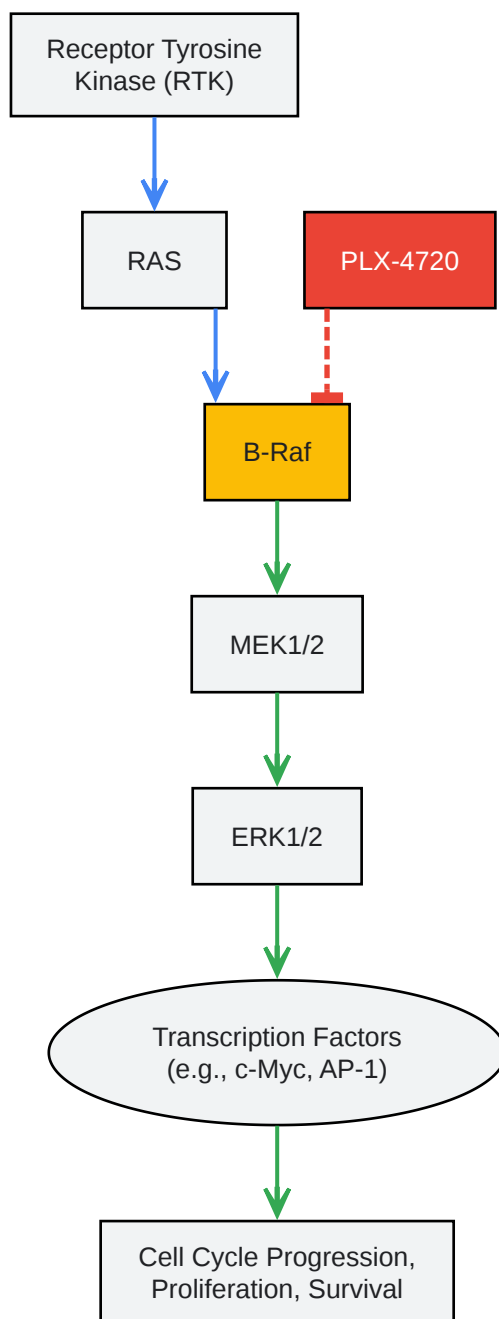 Receptor Tyrosine
Kinase (RTK)
RAS
PLX-4720
B-Raf
MEK1/2
ERK1/2
Transcription Factors
(e.g., c-Myc, AP-1)
Cell Cycle Progression,
Proliferation, Survival